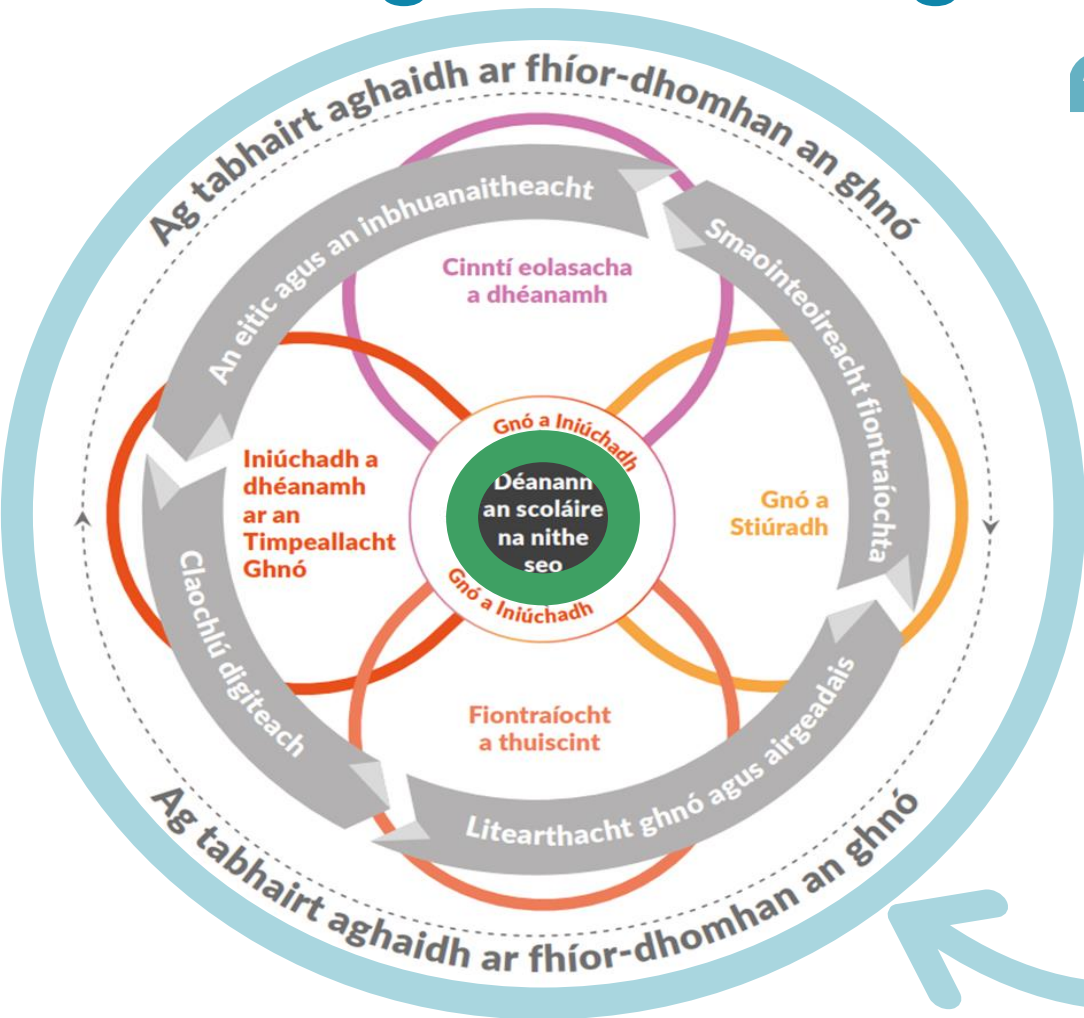 Ag tabhairt aghaidh ar fhíor-dhomhan an ghnó
An eitic agus an inbhuanaitheacht
Smaointeoireacht fiontraíochta
Cinntí eolasacha
a dhéanamh
Gnó a Iniúchadh
Déanann
an scoláire
na nithe
seo
Gnó a Iniúchadh
Iniúchadh a
dhéanamh
ar an
Timpeallacht
Ghnó
Gnó a
Stiúradh
Claochlú digiteach
Fiontraíocht
a thuiscint
Litearthacht ghnó agus airgeadais
Ag tabhairt aghaidh ar fhíor-dhomhan an ghnó